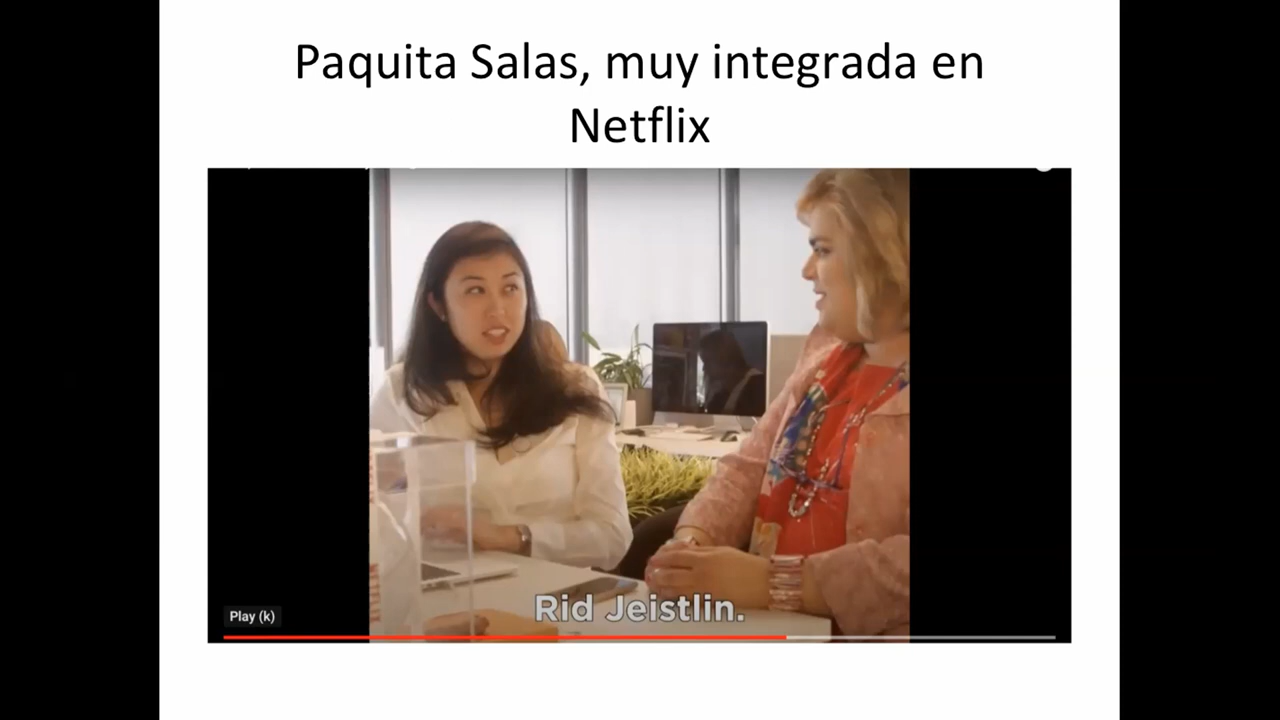 Paquita Salas, muy integrada en
Netflix
Rid Jeistlin.
Play (k)